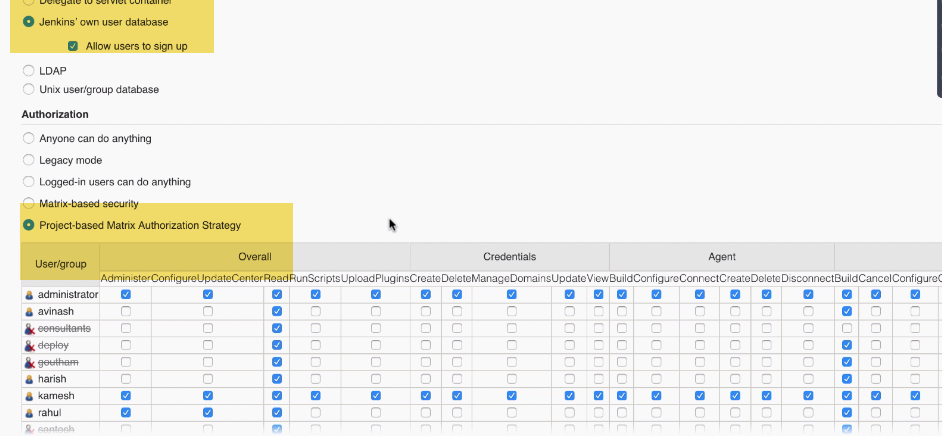 Delegate to servlet container
Jenkins' own user database
Allow users to sign up
LDAP
Unix user/group database
Authorization
Anyone can do anything
Legacy mode
Logged-in users can do anything
Matrix-based security
Project-based Matrix Authorization Strategy
User/group Overall Credentials Agent
Administer ConfigureUpdateCenter Read RunScripts UploadPlugins Create Delete ManageDomains Update View Build Configure Connect Create Delete Disconnect Build Cancel Configure
administrator
avinash
consultants
deploy
goutham
harish
kamesh
rahul
santosh